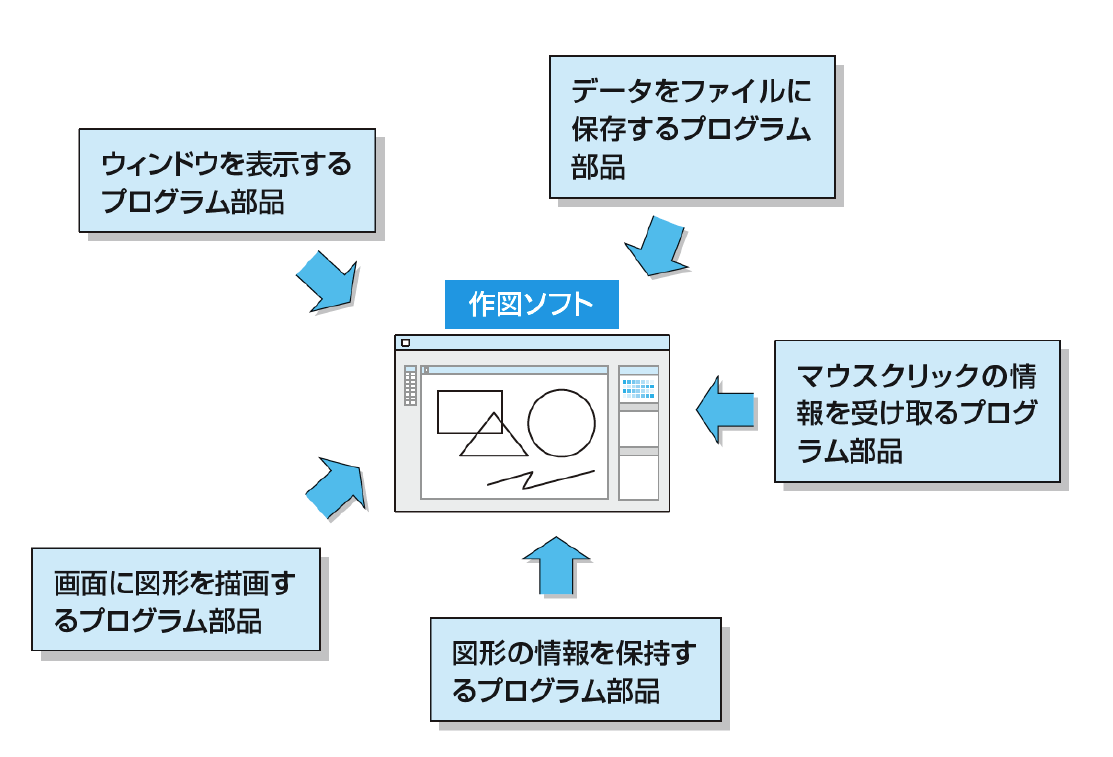 データをファイルに
保存するプログラム
部品
ウィンドウを表示する
プログラム部品
作図ソフト
マウスクリックの情
報を受け取るプログ
ラム部品
画面に図形を描画す
るプログラム部品
図形の情報を保持す
るプログラム部品